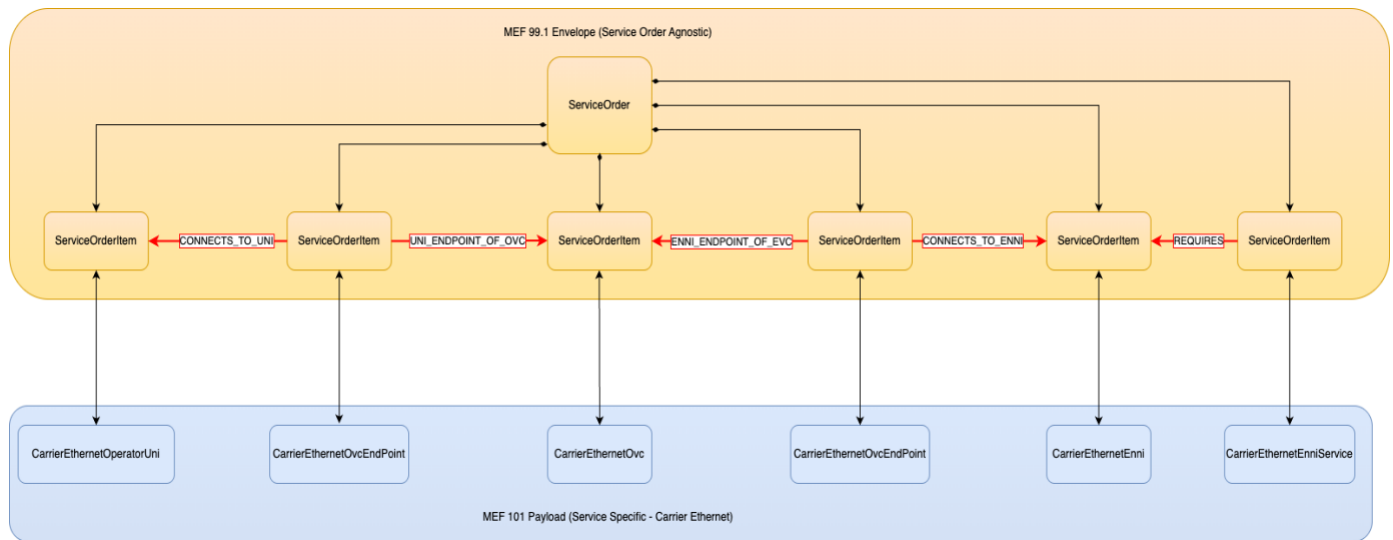 MEF 99.1 Envelope (Service Order Agnostic)
ServiceOrder
ServiceOrderItem
CONNECTS_TO_UNI
ServiceOrderItem
UNI_ENDPOINT_OF_OVC
ServiceOrderItem
ENNI_ENDPOINT_OF_EVC
ServiceOrderItem
CONNECTS_TO_ENNI
ServiceOrderItem
REQUIRES
ServiceOrderItem
CarrierEthernetOperatorUni
CarrierEthernetOvcEndPoint
CarrierEthernetOvc
CarrierEthernetOvcEndPoint
CarrierEthernetEnni
CarrierEthernetEnniService
MEF 101 Payload (Service Specific - Carrier Ethernet)